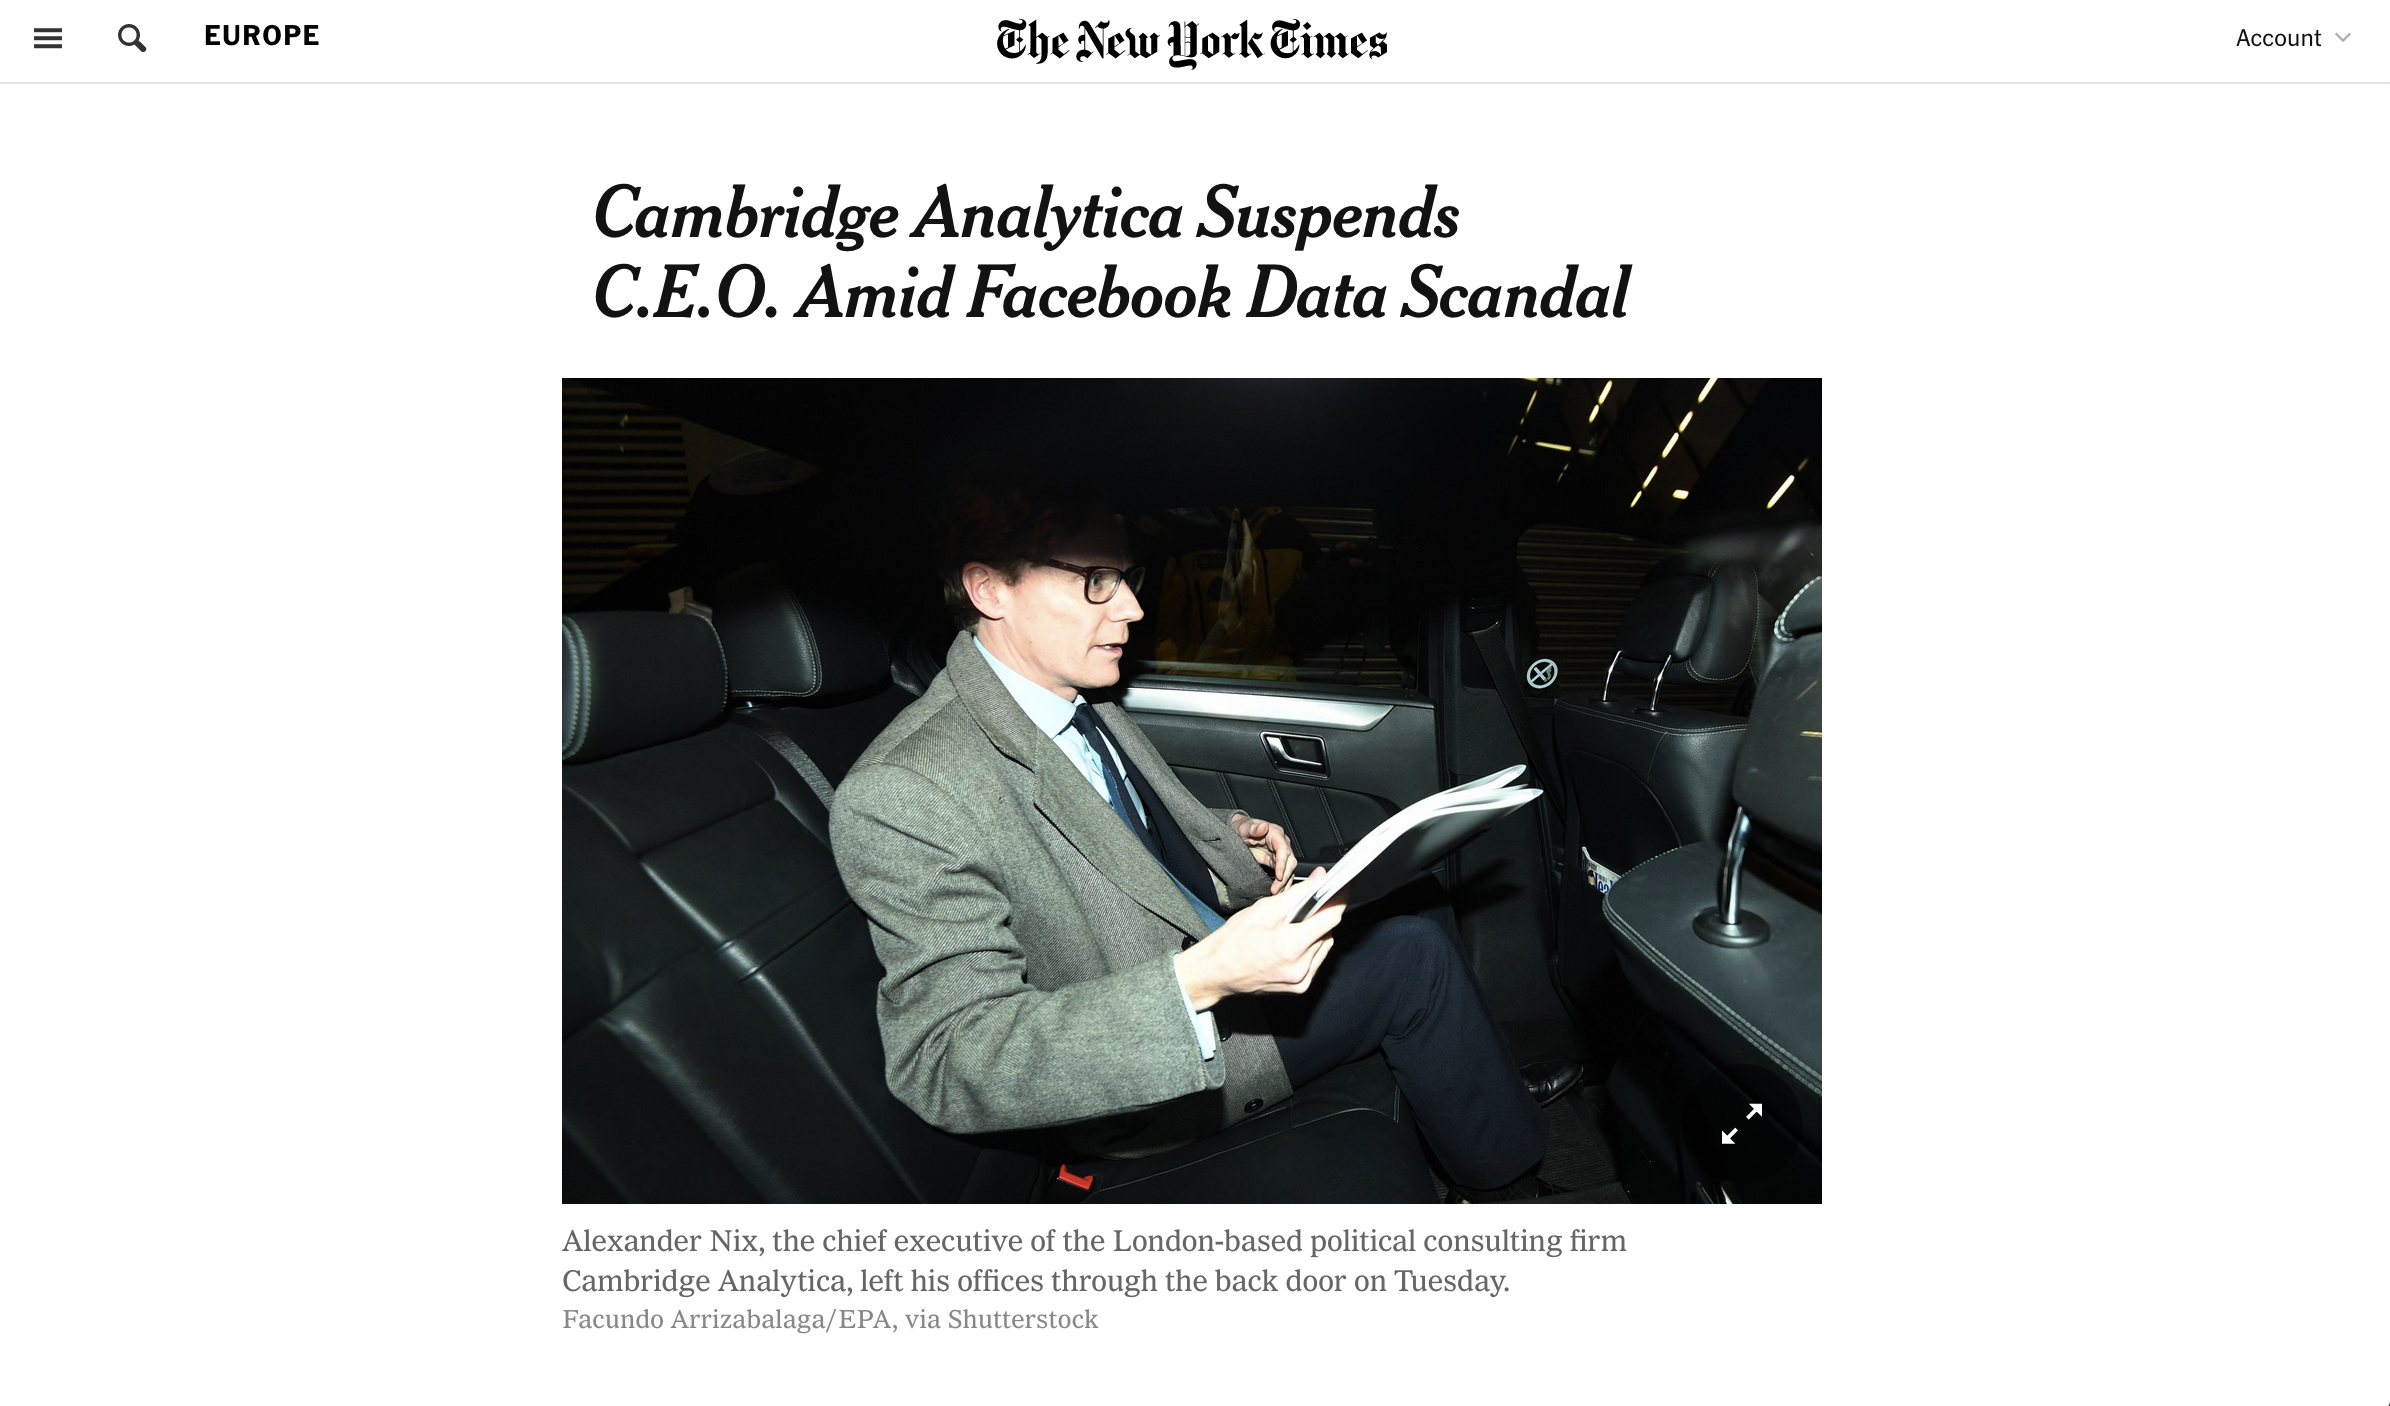 EUROPE
The New York Times
Account
Cambridge Analytica Suspends
C.E.O. Amid Facebook Data Scandal
Alexander Nix, the chief executive of the London-based political consulting firm
Cambridge Analytica, left his offices through the back door on Tuesday.
Facundo Arrizabalaga/EPA, via Shutterstock